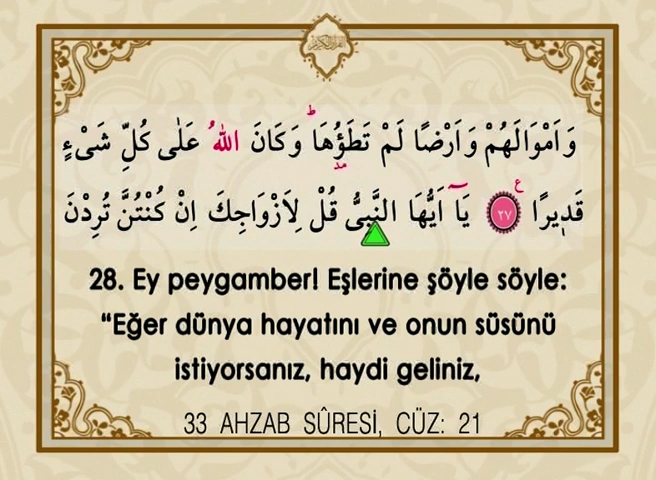 وَاَمْوَالَهُمْ وَاَرْضًا لَمْ تَطَؤُ۫هَاۜ وَكَانَ اللّٰهُ عَلٰى كُلِّ شَىْءٍ
قَد۪يرًا ﴿٢٧﴾ يَٓا اَيُّهَا النَّبِىُّ قُلْ لِاَزْوَاجِكَ اِنْ كُنْتُنَّ تُرِدْنَ
28. Ey peygamber! Eşlerine şöyle söyle:
“Eğer dünya hayatını ve onun süsünü
istiyorsanız, haydi geliniz,
33 AHZAB SÛRESİ, CÜZ: 21